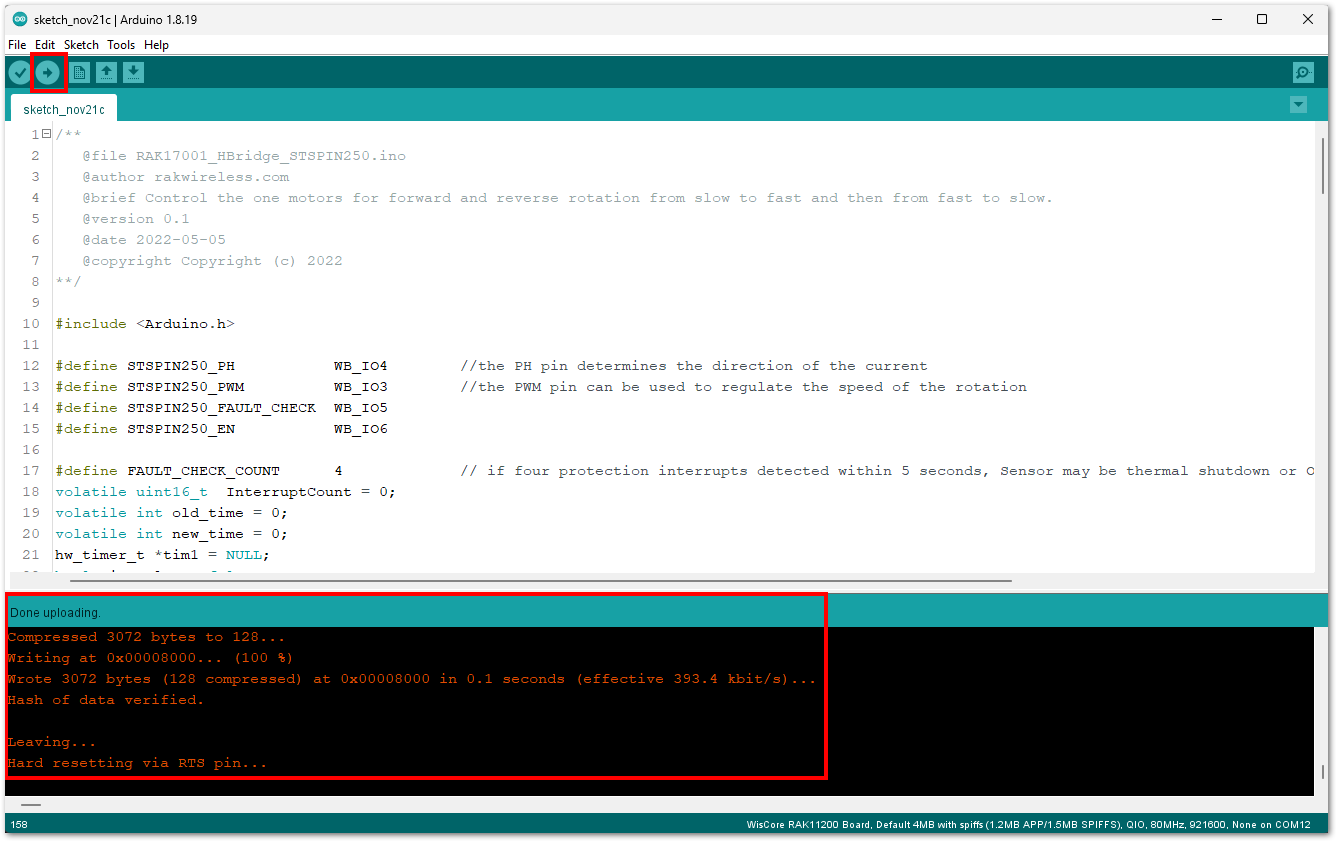 sketch_nov21c | Arduino 1.8.19
File Edit Sketch Tools Help
sketch_nov21c
1 /**
2 @file RAK17001_HBridge_STSPIN250.ino
3 @author rakwireless.com
4 @brief Control the one motors for forward and reverse rotation from slow to fast and then from fast to slow.
5 @version 0.1
6 @date 2022-05-05
7 @copyright Copyright (c) 2022
8 **/
9
10 #include <Arduino.h>
11
12 #define STSPIN250_PH WB_IO4 //the PH pin determines the direction of the current
13 #define STSPIN250_PWM WB_IO3 //the PWM pin can be used to regulate the speed of the rotation
14 #define STSPIN250_FAULT_CHECK WB_IO5
15 #define STSPIN250_EN WB_IO6
16
17 #define FAULT_CHECK_COUNT 4 // if four protection interrupts detected within 5 seconds, Sensor may be thermal shutdown or
18 volatile uint16_t InterruptCount = 0;
19 volatile int old_time = 0;
20 volatile int new_time = 0;
21 hw_timer_t *tim1 = NULL;
Done uploading.
Compressed 3072 bytes to 128...
Writing at 0x00008000... (100 %)
Wrote 3072 bytes (128 compressed) at 0x00008000 in 0.1 seconds (effective 393.4 kbit/s)...
Hash of data verified.
Leaving...
Hard resetting via RTS pin...
158 WisCore RAK11200 Board, Default 4MB with spiffs (1.2MB APP/1.5MB SPIFFS), QIO, 80MHz, 921600, None on COM12